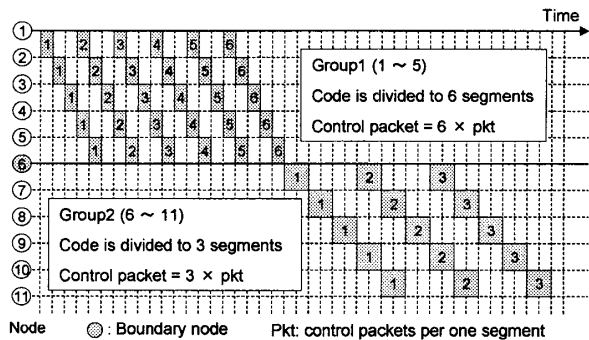 Time
① 1 2 3 4 5 6
② 1 2 3 4 5 6
③ 1 2 3 4 5 6
④ 1 2 3 4 5 6
⑤ 1 2 3 4 5 6
⑥ 1 2 3
⑦ 1 2 3
⑧ 1 2 3
⑨ 1 2 3
⑩ 1 2 3
⑪
Group1 (1 ~ 5)
Code is divided to 6 segments
Control packet = 6 × pkt
Group2 (6 ~ 11)
Code is divided to 3 segments
Control packet = 3 × pkt
Node
: Boundary node
Pkt: control packets per one segment